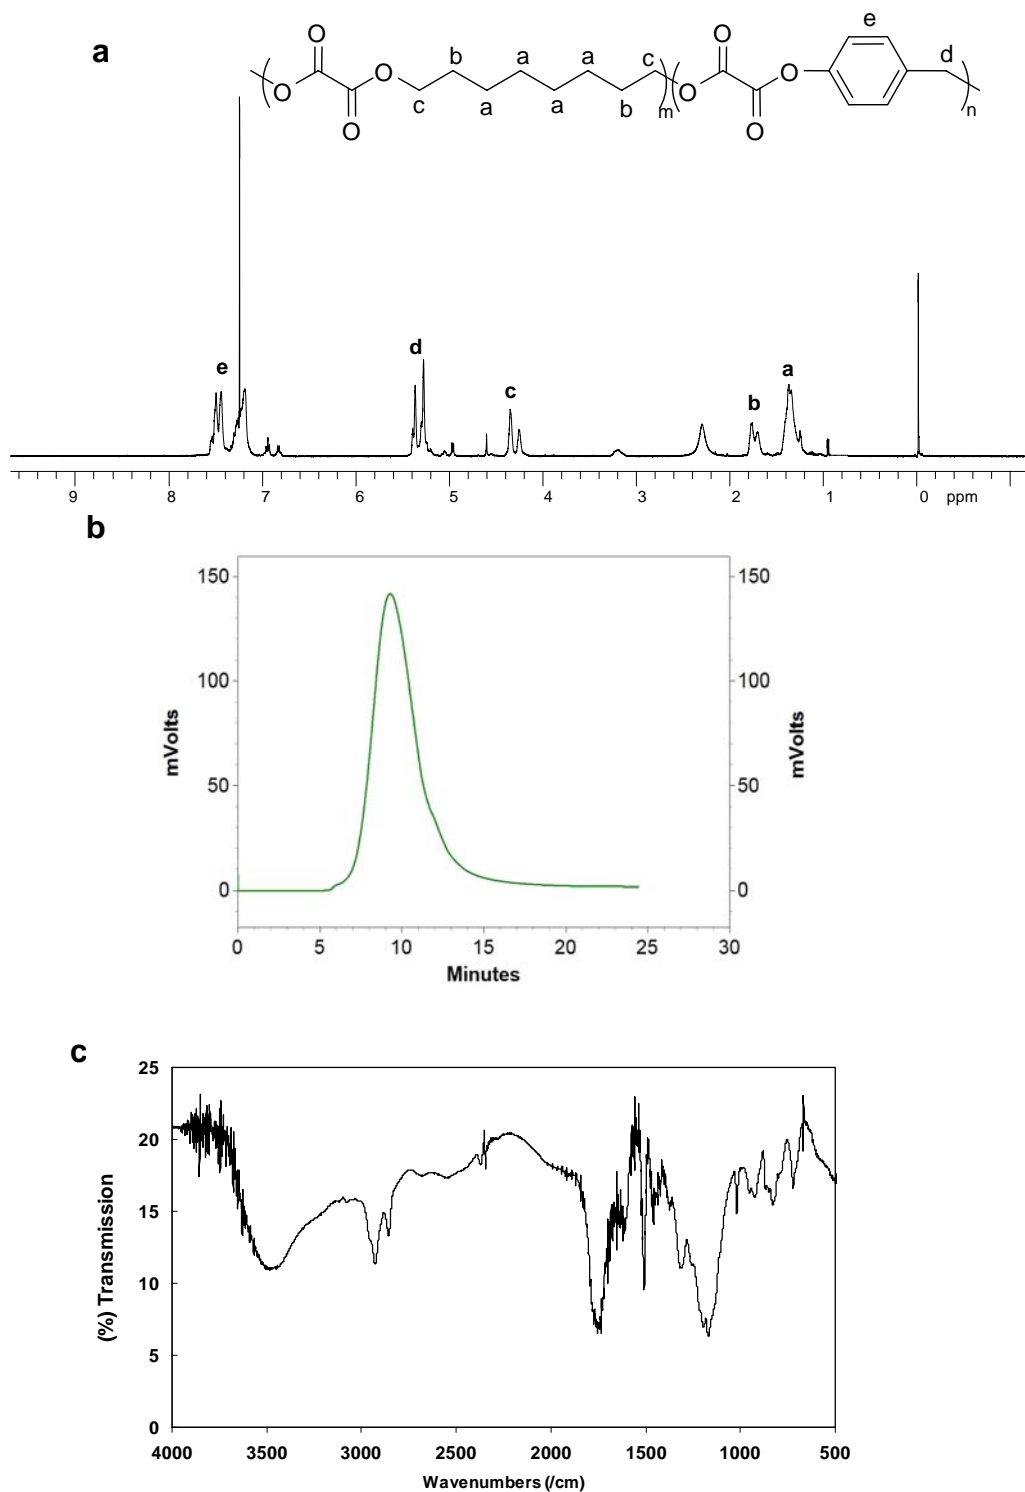 a
O O e
b a a c d
O O O O
c a a b m O O n
e d c b a
9 8 7 6 5 4 3 2 1 0 ppm
b
150 150
100 100
50 50
0 0
mVolts mVolts
0 5 10 15 20 25 30
Minutes
c
25
20
15
10
5
0
(%) Transmission
4000 3500 3000 2500 2000 1500 1000 500
Wavenumbers (/cm)